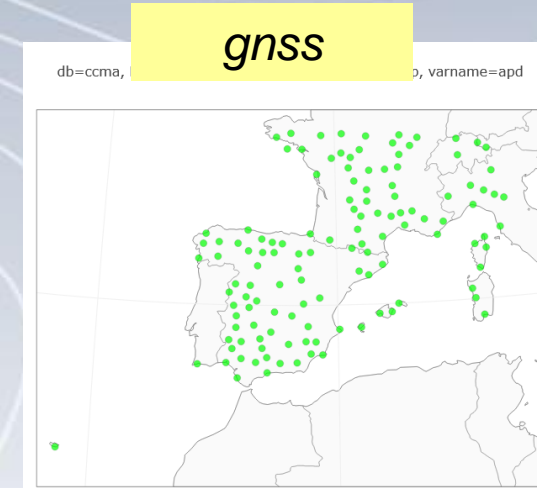 gnss
db=ccma, p, varname=apd